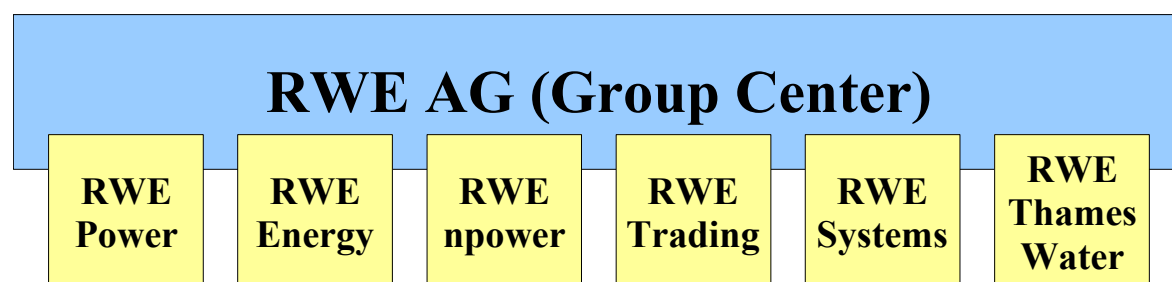 RWE AG (Group Center)
RWE
Power
RWE
Energy
RWE
npower
RWE
Trading
RWE
Systems
RWE
Thames
Water